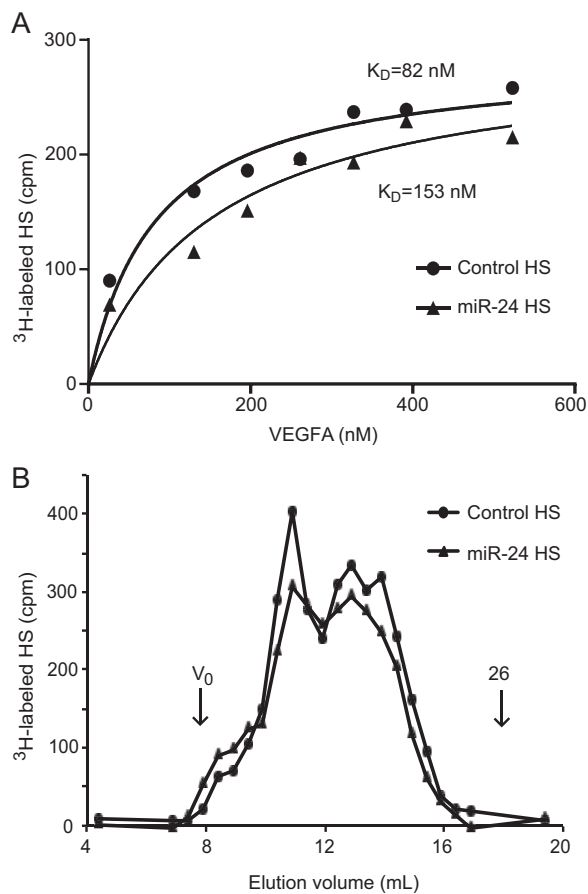 A
K_D=82 nM
300
200
100
0
³H-labeled HS (cpm)
K_D=153 nM
Control HS
miR-24 HS
0 200 400 600
VEGFA (nM)
B
400
300
200
100
0
³H-labeled HS (cpm)
Control HS
miR-24 HS
V₀
26
4 8 12 16 20
Elution volume (mL)